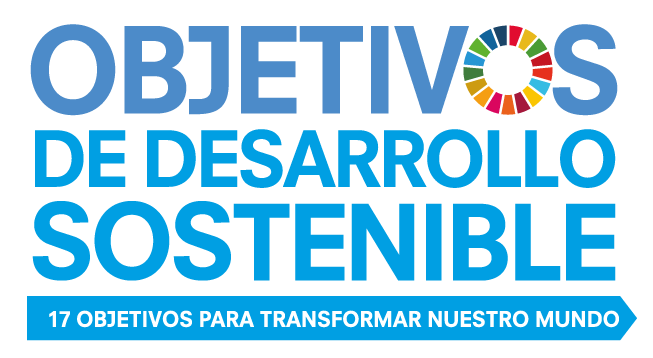 OBJETIVOS
DE DESARROLLO
SOSTENIBLE
17 OBJETIVOS PARA TRANSFORMAR NUESTRO MUNDO